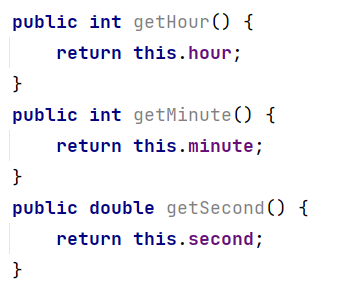 public int getHour() {
    return this.hour;
}
public int getMinute() {
    return this.minute;
}
public double getSecond() {
    return this.second;
}